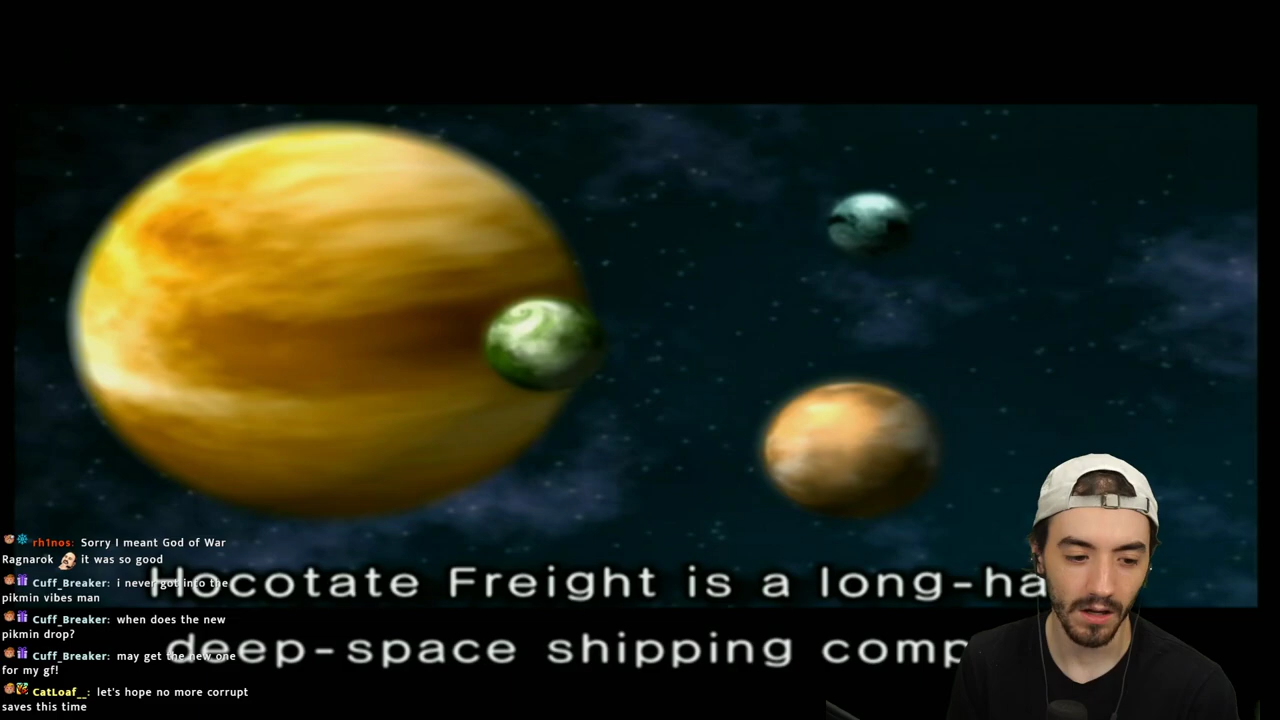 rh1nos: Sorry I meant God of War
Ragnarok it was so good
Cuff_Breaker: i never got into the
pikmin vibes man
Cuff_Breaker: when does the new
pikmin drop?
Cuff_Breaker: may get the new one
for my gf!
CatLoaf__: let's hope no more corrupt
saves this time
Hocotate Freight is a long-ha
deep-space shipping comp